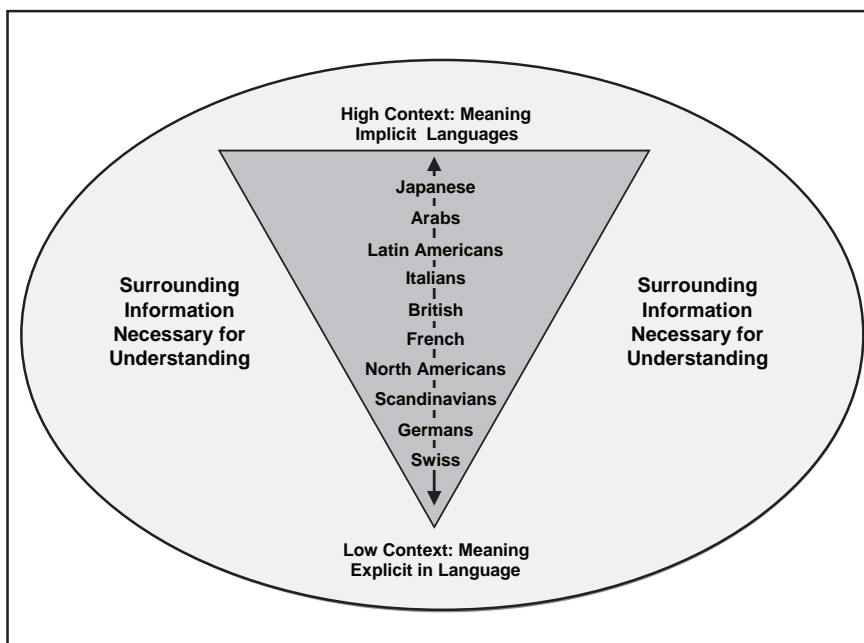 High Context: Meaning
Implicit Languages
Japanese
Arabs
Latin Americans
Italians
British
French
North Americans
Scandinavians
Germans
Swiss
Surrounding
Information
Necessary for
Understanding
Surrounding
Information
Necessary for
Understanding
Low Context: Meaning
Explicit in Language